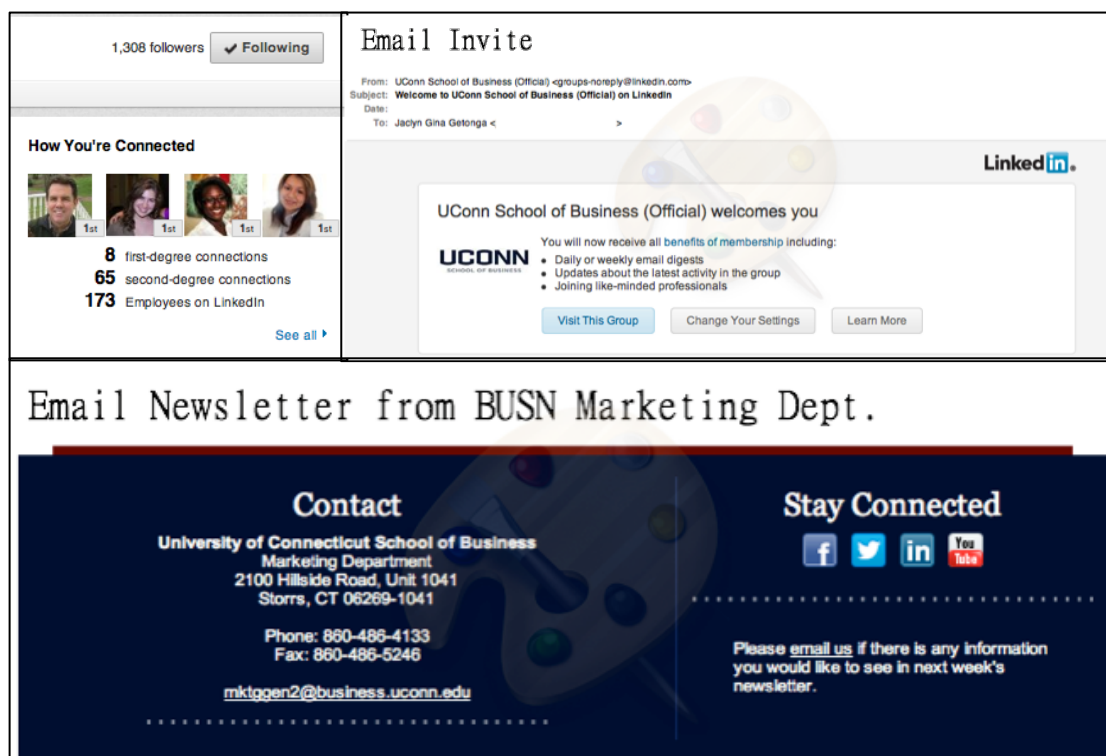 1,308 followers
Following
How You're Connected
1st
1st
1st
1st
8 first-degree connections
65 second-degree connections
173 Employees on LinkedIn
See all
Email Invite
From: UConn School of Business (Official) <groups-noreply@linkedin.com>
Subject: Welcome to UConn School of Business (Official) on LinkedIn
Date:
To: Jaclyn Gina Getonga < >
Linked in.
UConn School of Business (Official) welcomes you
UCONN
SCHOOL OF BUSINESS
You will now receive all benefits of membership including:
• Daily or weekly email digests
• Updates about the latest activity in the group
• Joining like-minded professionals
Visit This Group
Change Your Settings
Learn More
Email Newsletter from BUSN Marketing Dept.
Contact
University of Connecticut School of Business
Marketing Department
2100 Hillside Road, Unit 1041
Storrs, CT 06269-1041
Phone: 860-486-4133
Fax: 860-486-5246
mktggen2@business.uconn.edu
Stay Connected
f
in
You
Tube
Please email us if there is any information
you would like to see in next week's
newsletter.